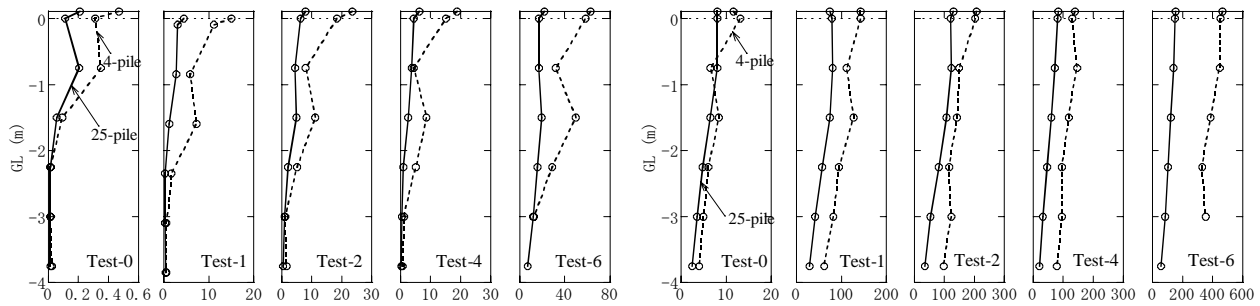 GL (m)
0
-1
-2
-3
-4
4-pile
25-pile
Test-0
0 0.2 0.4 0.6
Test-1
0 10 20
Test-2
0 10 20 30
Test-4
0 10 20 30
Test-6
0 40 80
GL (m)
0
-1
-2
-3
-4
4-pile
25-pile
Test-0
0 10 20
Test-1
0 100 200
Test-2
0 100 200 300
Test-4
0 100 200 300
Test-6
0 200 400 600